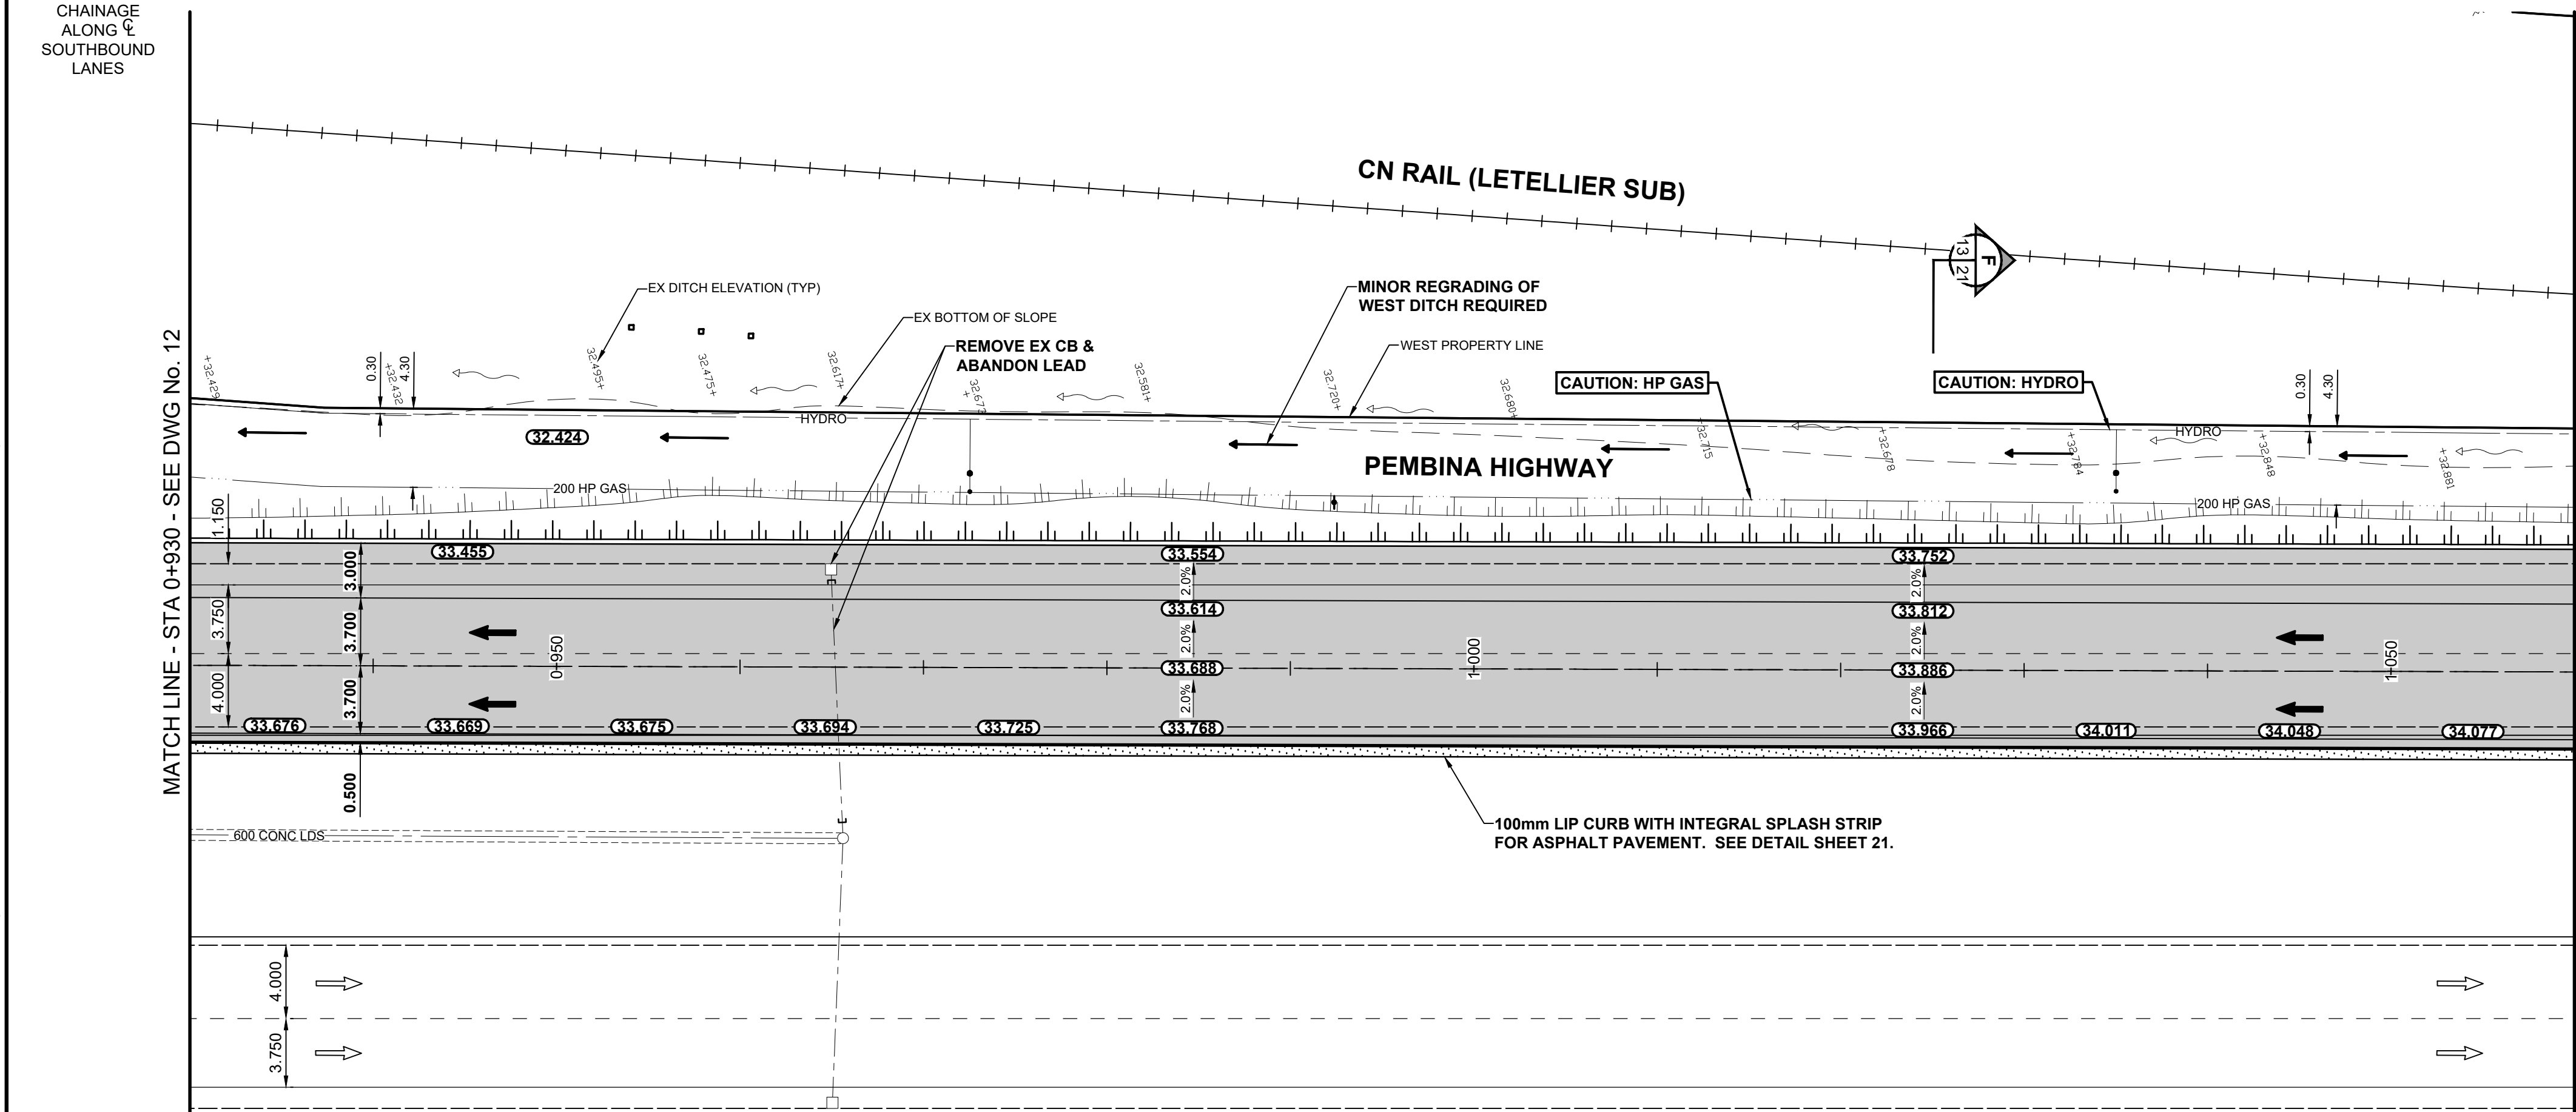 CHAINAGE
ALONG ℄
SOUTHBOUND
LANES
CN RAIL (LETELLIER SUB)
13
F
21
EX DITCH ELEVATION (TYP)
MINOR REGRADING OF
WEST DITCH REQUIRED
EX BOTTOM OF SLOPE
REMOVE EX CB &
ABANDON LEAD
WEST PROPERTY LINE
CAUTION: HP GAS
CAUTION: HYDRO
MATCH LINE - STA 0+930 - SEE DWG No. 12
+32.429
0.30
+32.432
4.30
32.495+
32.475+
32.617+
32.677
+
32.581+
32.720+
32.680+
+32.715
+32.678
+32.784
+32.848
+32.881
0.30
4.30
HYDRO
HYDRO
32.424
PEMBINA HIGHWAY
200 HP GAS
200 HP GAS
1.150
3.000
33.455
33.554
33.752
2.0%
2.0%
33.614
33.812
3.750
3.700
0+950
2.0%
1+000
2.0%
1+050
33.688
33.886
4.000
3.700
2.0%
2.0%
33.676
33.669
33.675
33.694
33.725
33.768
33.966
34.011
34.048
34.077
0.500
600 CONC LDS
100mm LIP CURB WITH INTEGRAL SPLASH STRIP
FOR ASPHALT PAVEMENT. SEE DETAIL SHEET 21.
4.000
3.750